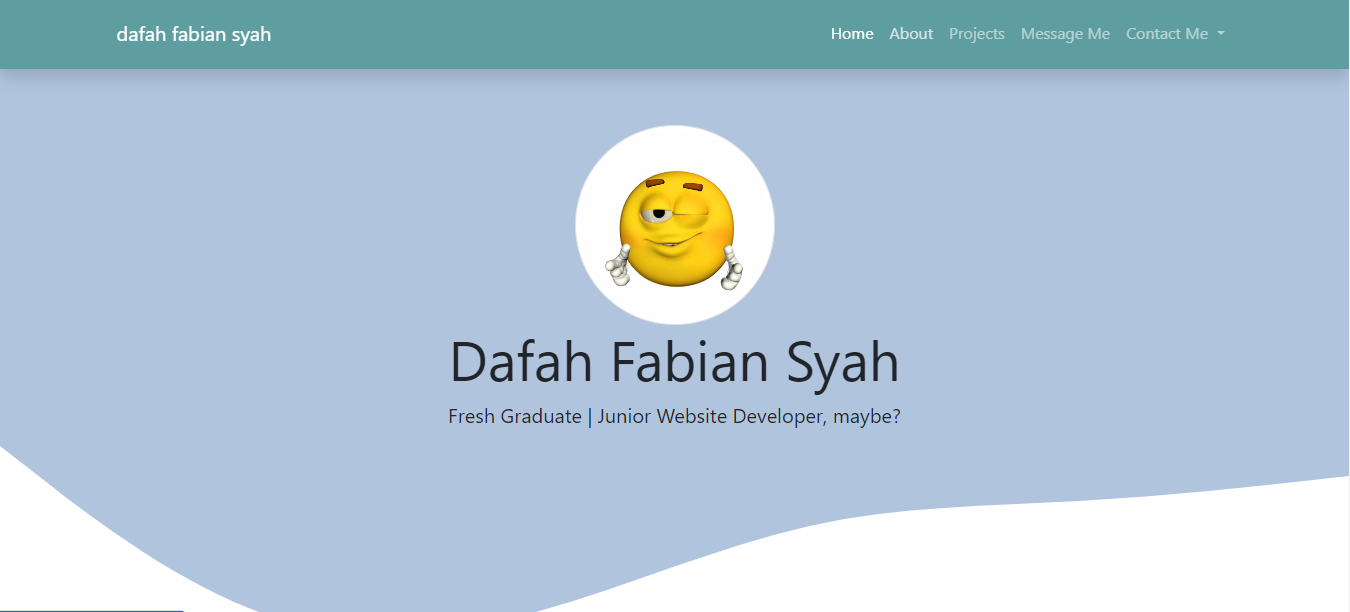 dafah fabian syah
Home About Projects Message Me Contact Me
Dafah Fabian Syah
Fresh Graduate | Junior Website Developer, maybe?